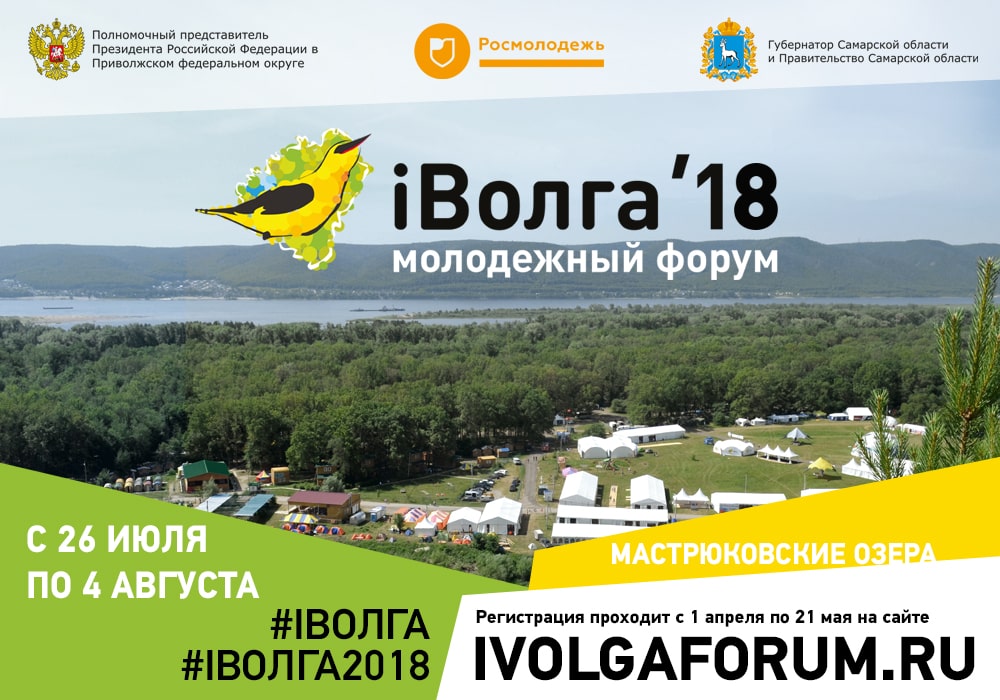 Полномочный представитель
Президента Российской Федерации в
Приволжском федеральном округе
Росмолодежь
Губернатор Самарской области
и Правительство Самарской области
iВолга '18
молодежный форум
С 26 ИЮЛЯ
ПО 4 АВГУСТА
МАСТРЮКОВСКИЕ ОЗЕРА
#IВОЛГА
#IВОЛГА2018
Регистрация проходит с 1 апреля по 21 мая на сайте
IVOLGAFORUM.RU